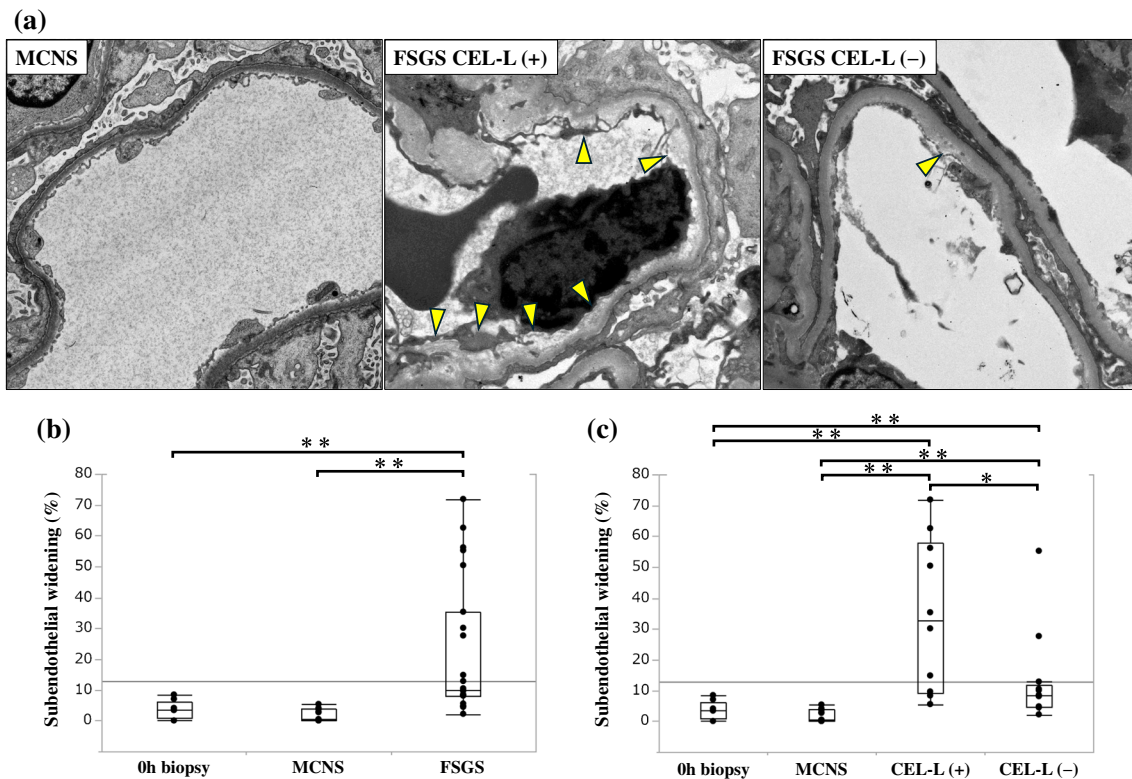 (a)
MCNS
FSGS CEL-L (+)
FSGS CEL-L (−)
(b)
**
**
80
70
60
50
40
30
20
10
0
Subendothelial widening (%)
0h biopsy MCNS FSGS
(c)
**
**
**
**
*
80
70
60
50
40
30
20
10
0
Subendothelial widening (%)
0h biopsy MCNS CEL-L (+) CEL-L (−)